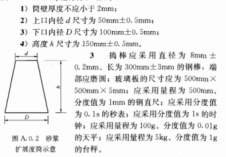 1）筒壁厚度不应小于2mm；
2）上口内径d尺寸为50mm±0.5mm；
3）下口内径D尺寸为100mm±0.5mm；
4）高度h尺寸为150mm±0.5mm。
d
h
D
图A.0.2 砂浆
扩展度筒示意
3 捣棒应采用直径为8mm±
0.2mm、长为300mm±3mm的钢棒，端
部应磨圆；玻璃板的尺寸应为500mm×
500mm×5mm；应采用量程为500mm、
分度值为1mm的钢直尺；应采用分度值
为0.1s的秒表；应采用分度值为1s的时
钟；应采用量程为100g、分度值为0.01g
的天平；应采用量程为5kg、分度值为1g
的台秤。